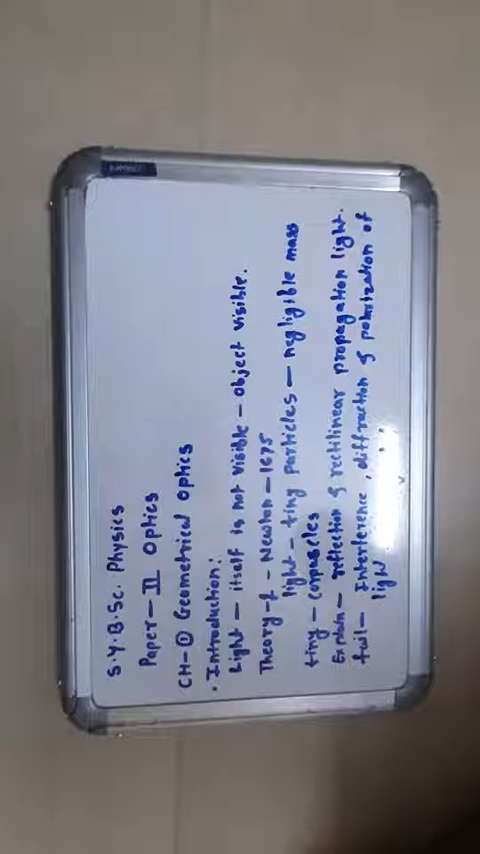 S.Y.B.Sc. Physics
Paper-II Optics
CH-① Geometrical optics
• Introduction:
Light - itself is not visible - object visible.
Theory-1 - Newton - 1675
light - tiny particles - negligible mass
tiny - corpuscles
Explain - reflection & rectilinear propagation light.
fail - Interference, diffraction & polarization of
light